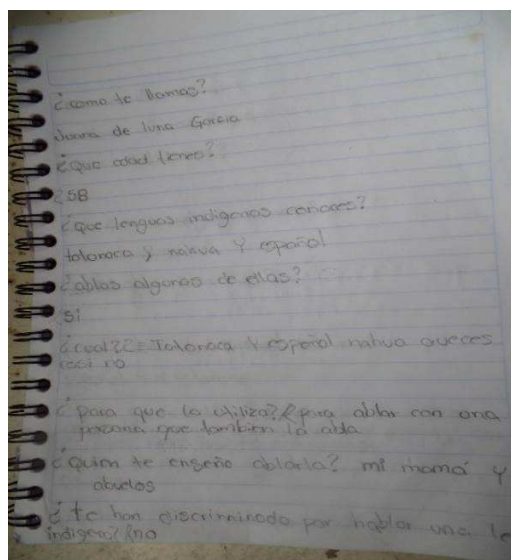 ¿como te llamas?
Juana de luna Garcia
¿que edad tienes?
58
¿que lenguas indigenas conoces?
totonaca y nahua y español
¿ablas algunas de ellas?
si
¿cual? Totonaca y español nahua aveces
casi no
¿para que la utiliza? para ablar con una
persona que tambien la abla
¿Quien te enseño ablarla? mi mamá y
abuelos
¿te han discriminado por hablar una
indigena? no